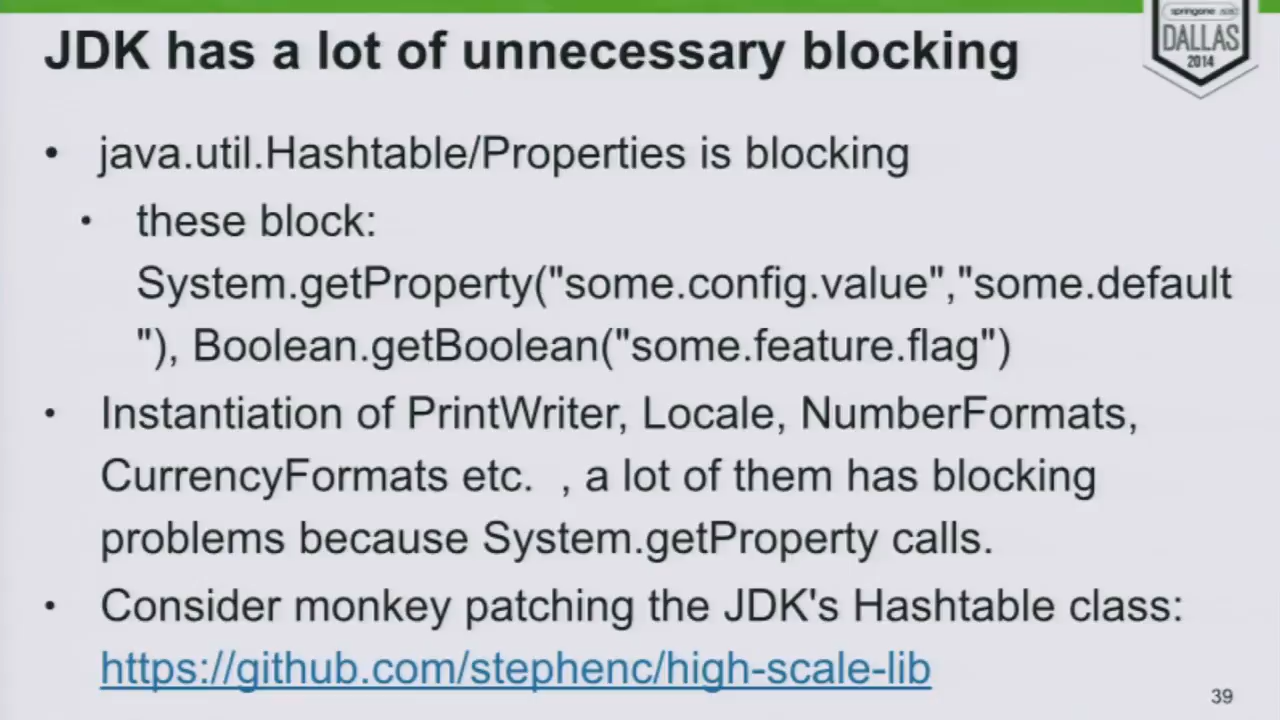 springone 2GX
DALLAS
2014
JDK has a lot of unnecessary blocking
• java.util.Hashtable/Properties is blocking
• these block:
System.getProperty("some.config.value","some.default
"), Boolean.getBoolean("some.feature.flag")
• Instantiation of PrintWriter, Locale, NumberFormats,
CurrencyFormats etc.  , a lot of them has blocking
problems because System.getProperty calls.
• Consider monkey patching the JDK's Hashtable class:
https://github.com/stephenc/high-scale-lib
39